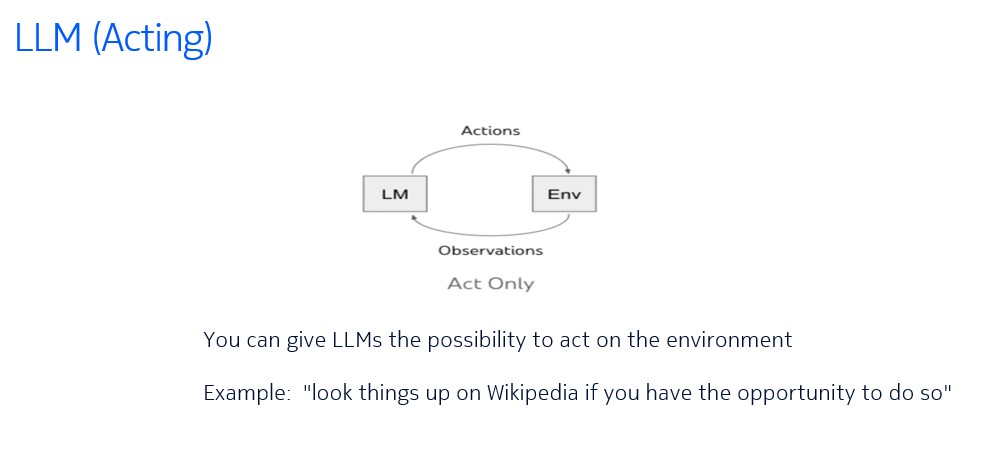 LLM (Acting)
Actions
LM
Env
Observations
Act Only
You can give LLMs the possibility to act on the environment
Example:  "look things up on Wikipedia if you have the opportunity to do so"